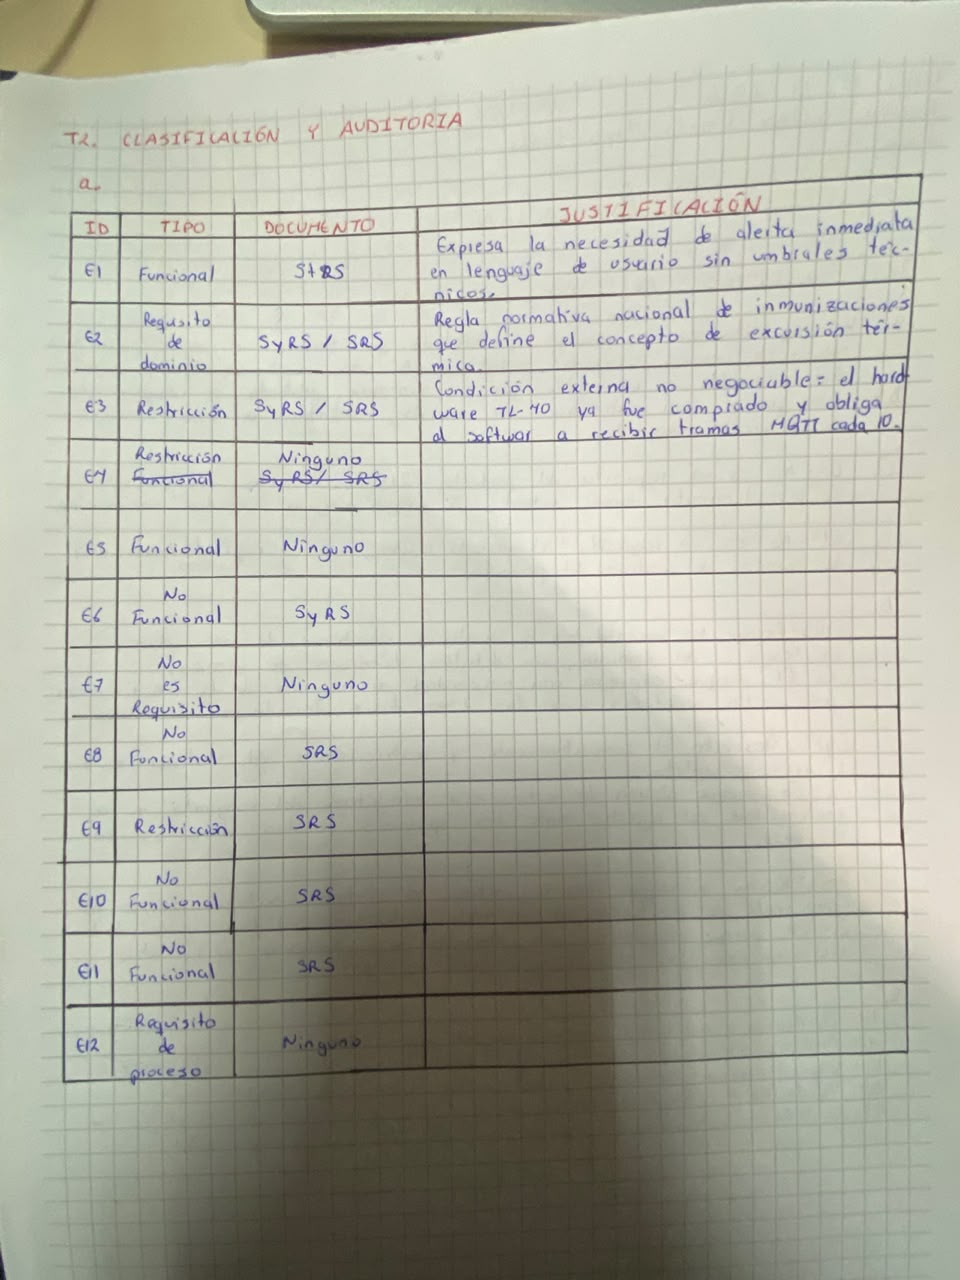 T2. CLASIFICACIÓN Y AUDITORIA
a.
ID TIPO DOCUMENTO JUSTIFICACIÓN
E1 Funcional StRS
Expresa la necesidad de alerta inmediata
en lenguaje de usuario sin umbrales téc-
nicos.
E2 Requsito
de
dominio
SyRS / SRS
Regla normativa nacional de inmunizaciones
que define el concepto de excursión tér-
mica.
E3 Restricción SyRS / SRS
Condición externa no negociable = el hard
ware TL-40 ya fue comprado y obliga
al softwar a recibir tramas MQTT cada 10.
E4 Restricción
Funcional
Ninguno
SyRS / SRS
E5 Funcional Ninguno
E6 No
Funcional
SyRS
E7 No
es
Requisito
Ninguno
E8 No
Funcional
SRS
E9 Restricción SRS
E10 No
Funcional
SRS
E11 No
Funcional
SRS
E12 Requisito
de
proceso
Ninguno